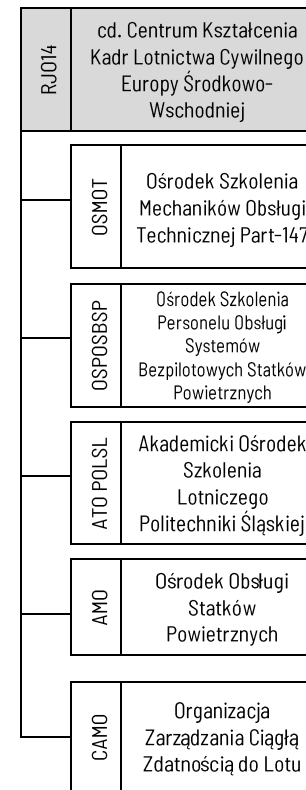 RJO14
cd. Centrum Kształcenia
Kadr Lotnictwa Cywilnego
Europy Środkowo-
Wschodniej
OSMOT
Ośrodek Szkolenia
Mechaników Obsługi
Technicznej Part-147
OSPOSBSP
Ośrodek Szkolenia
Personelu Obsługi
Systemów
Bezpilotowych Statków
Powietrznych
ATO POLSL
Akademicki Ośrodek
Szkolenia
Lotniczego
Politechniki Śląskiej
AMO
Ośrodek Obsługi
Statków
Powietrznych
CAMO
Organizacja
Zarządzania Ciągłą
Zdatnością do Lotu